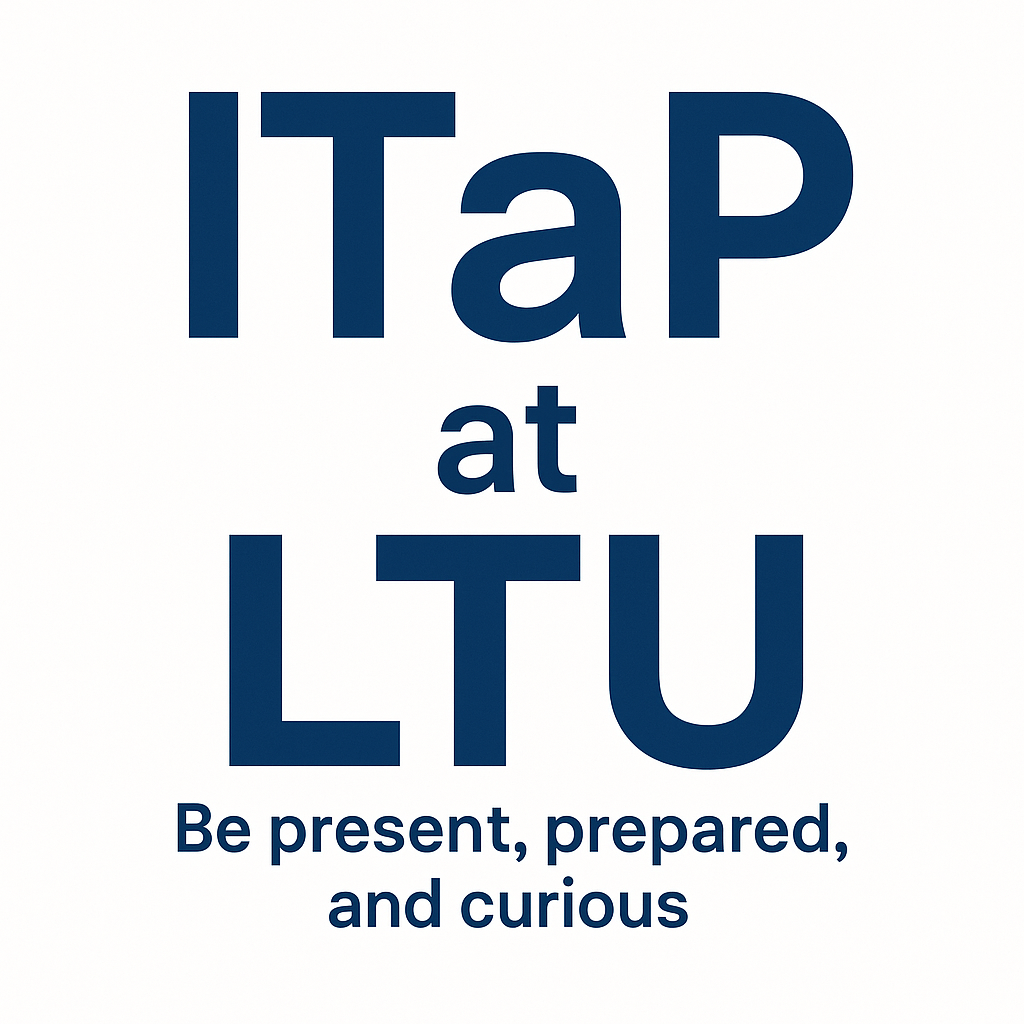 ITaP
at
LTU
Be present, prepared,
and curious